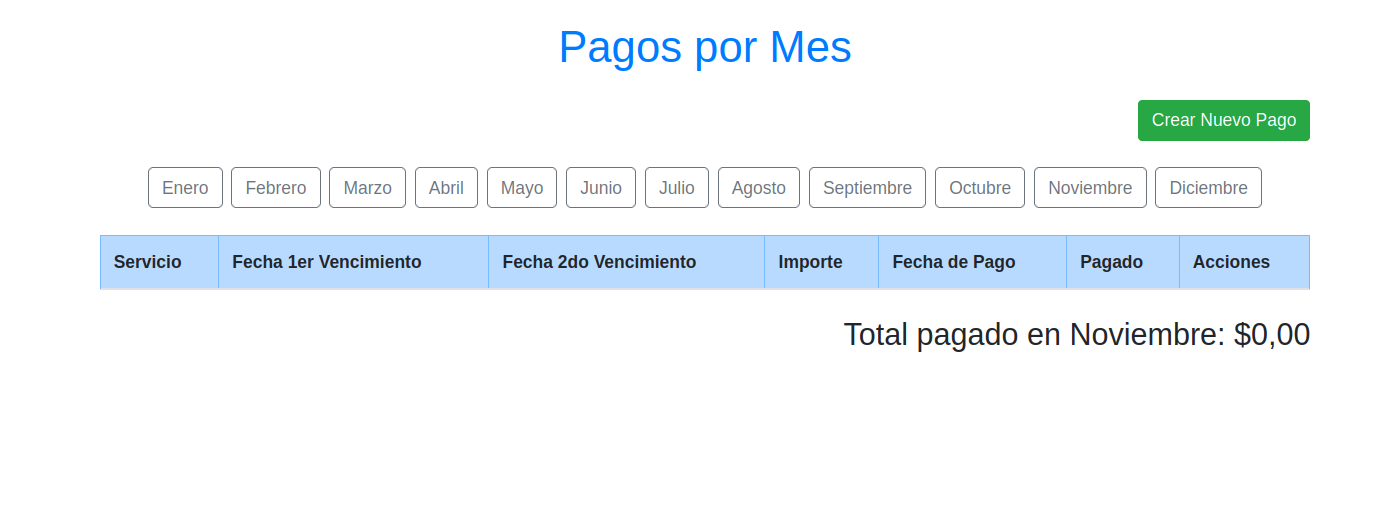 Pagos por Mes
Crear Nuevo Pago
Enero Febrero Marzo Abril Mayo Junio Julio Agosto Septiembre Octubre Noviembre Diciembre
Servicio Fecha 1er Vencimiento Fecha 2do Vencimiento Importe Fecha de Pago Pagado Acciones
Total pagado en Noviembre: $0,00